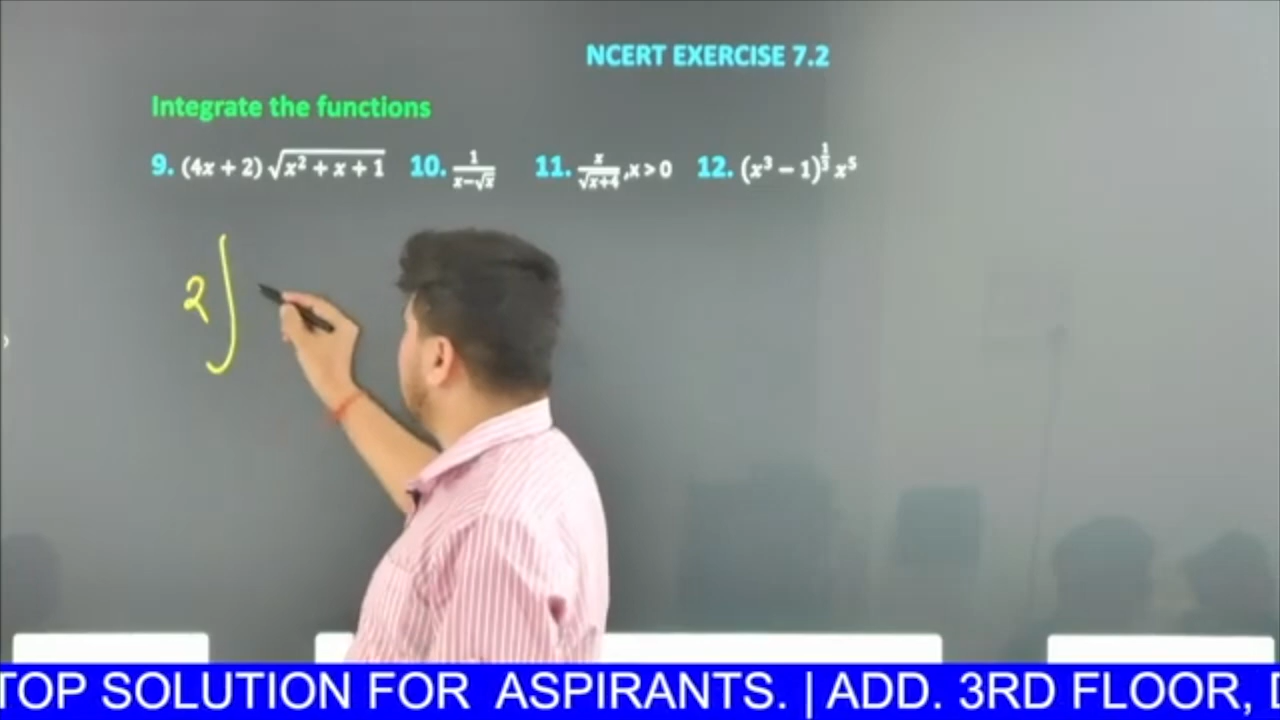 NCERT EXERCISE 7.2
Integrate the functions
9. (4x + 2) √(x² + x + 1) 10. 1/(x−√x) 11. x/√(x+4) ,x > 0 12. (x³ − 1)^(1/3) x⁵
2∫
TOP SOLUTION FOR ASPIRANTS. | ADD. 3RD FLOOR,